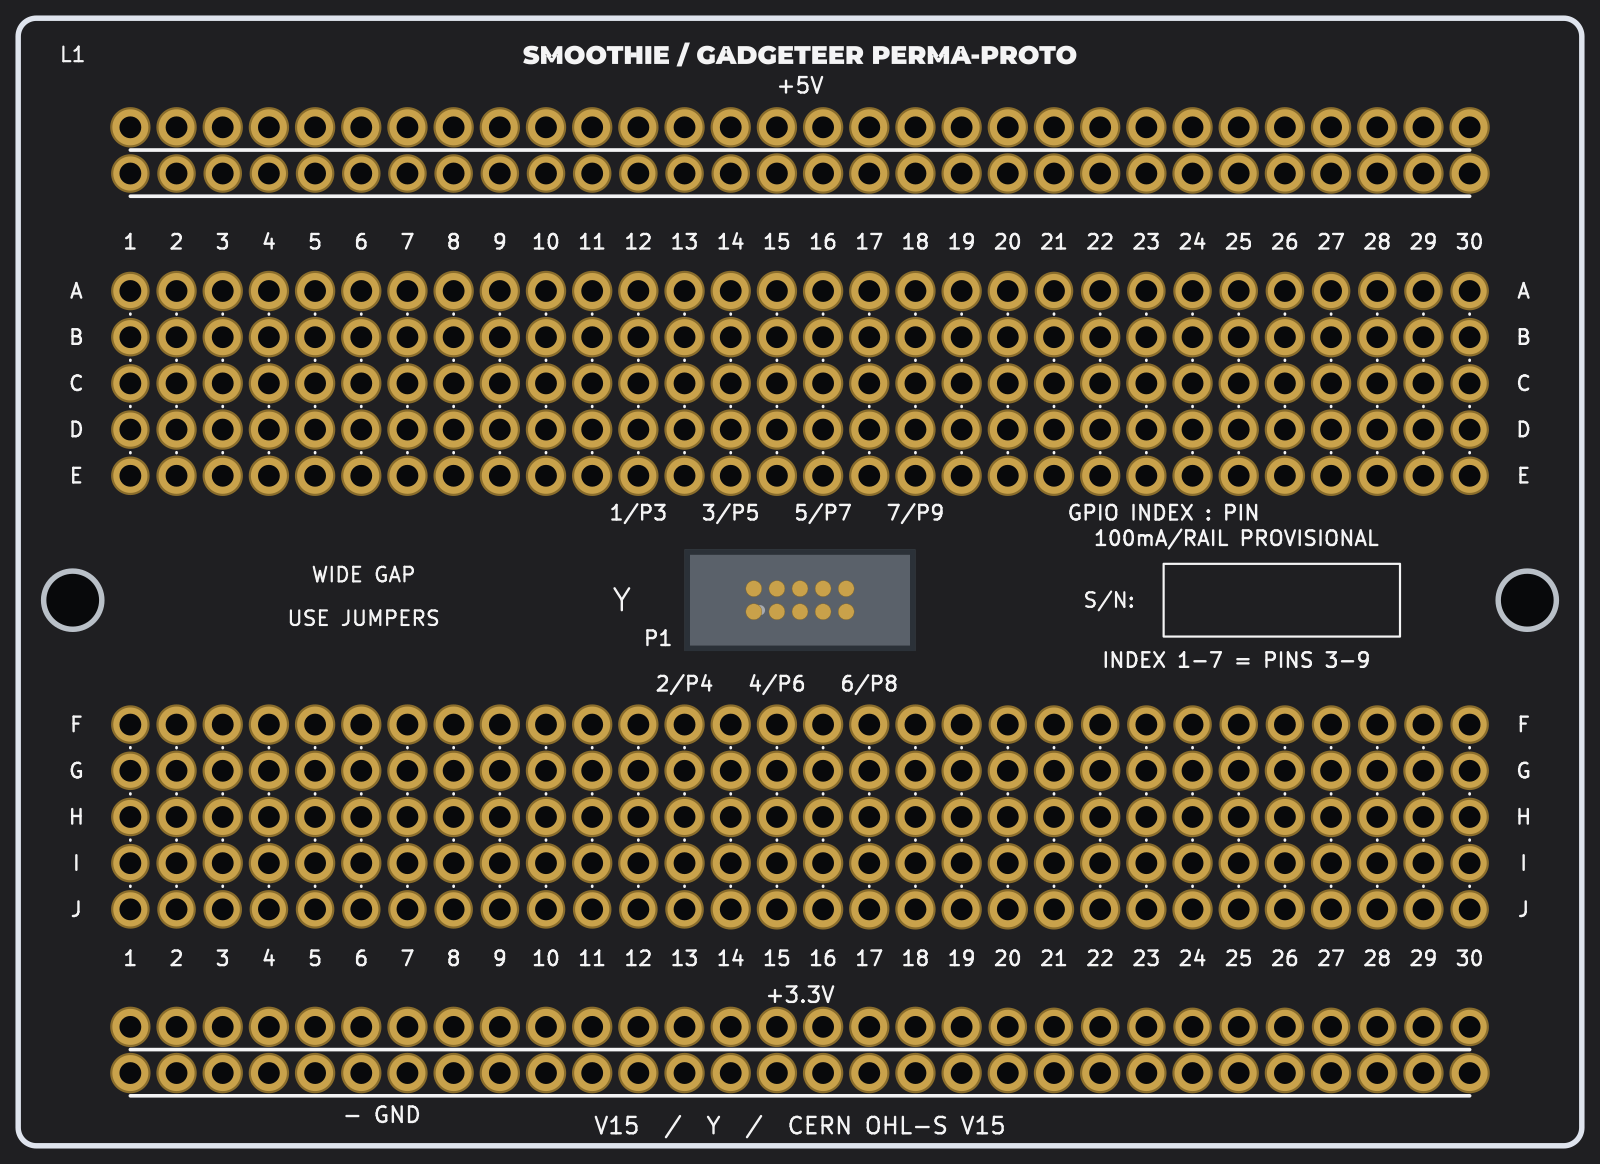 L1
SMOOTHIE / GADGETEER PERMA-PROTO
+5V
1 2 3 4 5 6 7 8 9 10 11 12 13 14 15 16 17 18 19 20 21 22 23 24 25 26 27 28 29 30
A A
B B
C C
D D
E E
1/P3 3/P5 5/P7 7/P9 GPIO INDEX : PIN
100mA/RAIL PROVISIONAL
WIDE GAP
Y S/N:
USE JUMPERS
P1
INDEX 1-7 = PINS 3-9
2/P4 4/P6 6/P8
F F
G G
H H
I I
J J
1 2 3 4 5 6 7 8 9 10 11 12 13 14 15 16 17 18 19 20 21 22 23 24 25 26 27 28 29 30
+3.3V
- GND
V15 / Y / CERN OHL-S V15